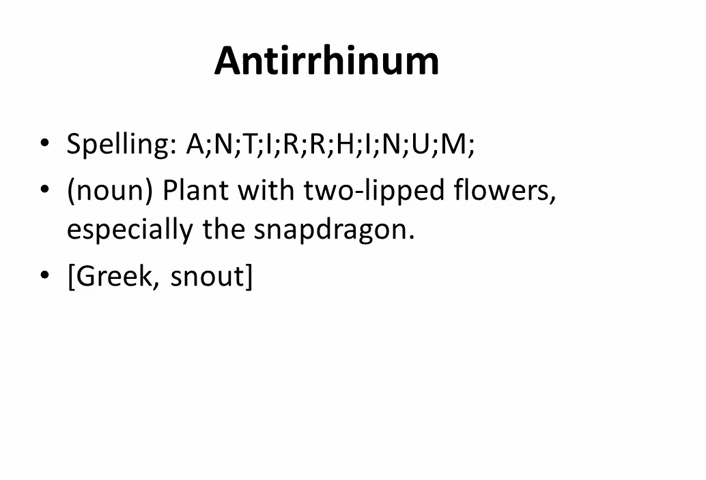 Antirrhinum
• Spelling: A;N;T;I;R;R;H;I;N;U;M;
• (noun) Plant with two-lipped flowers,
especially the snapdragon.
• [Greek, snout]